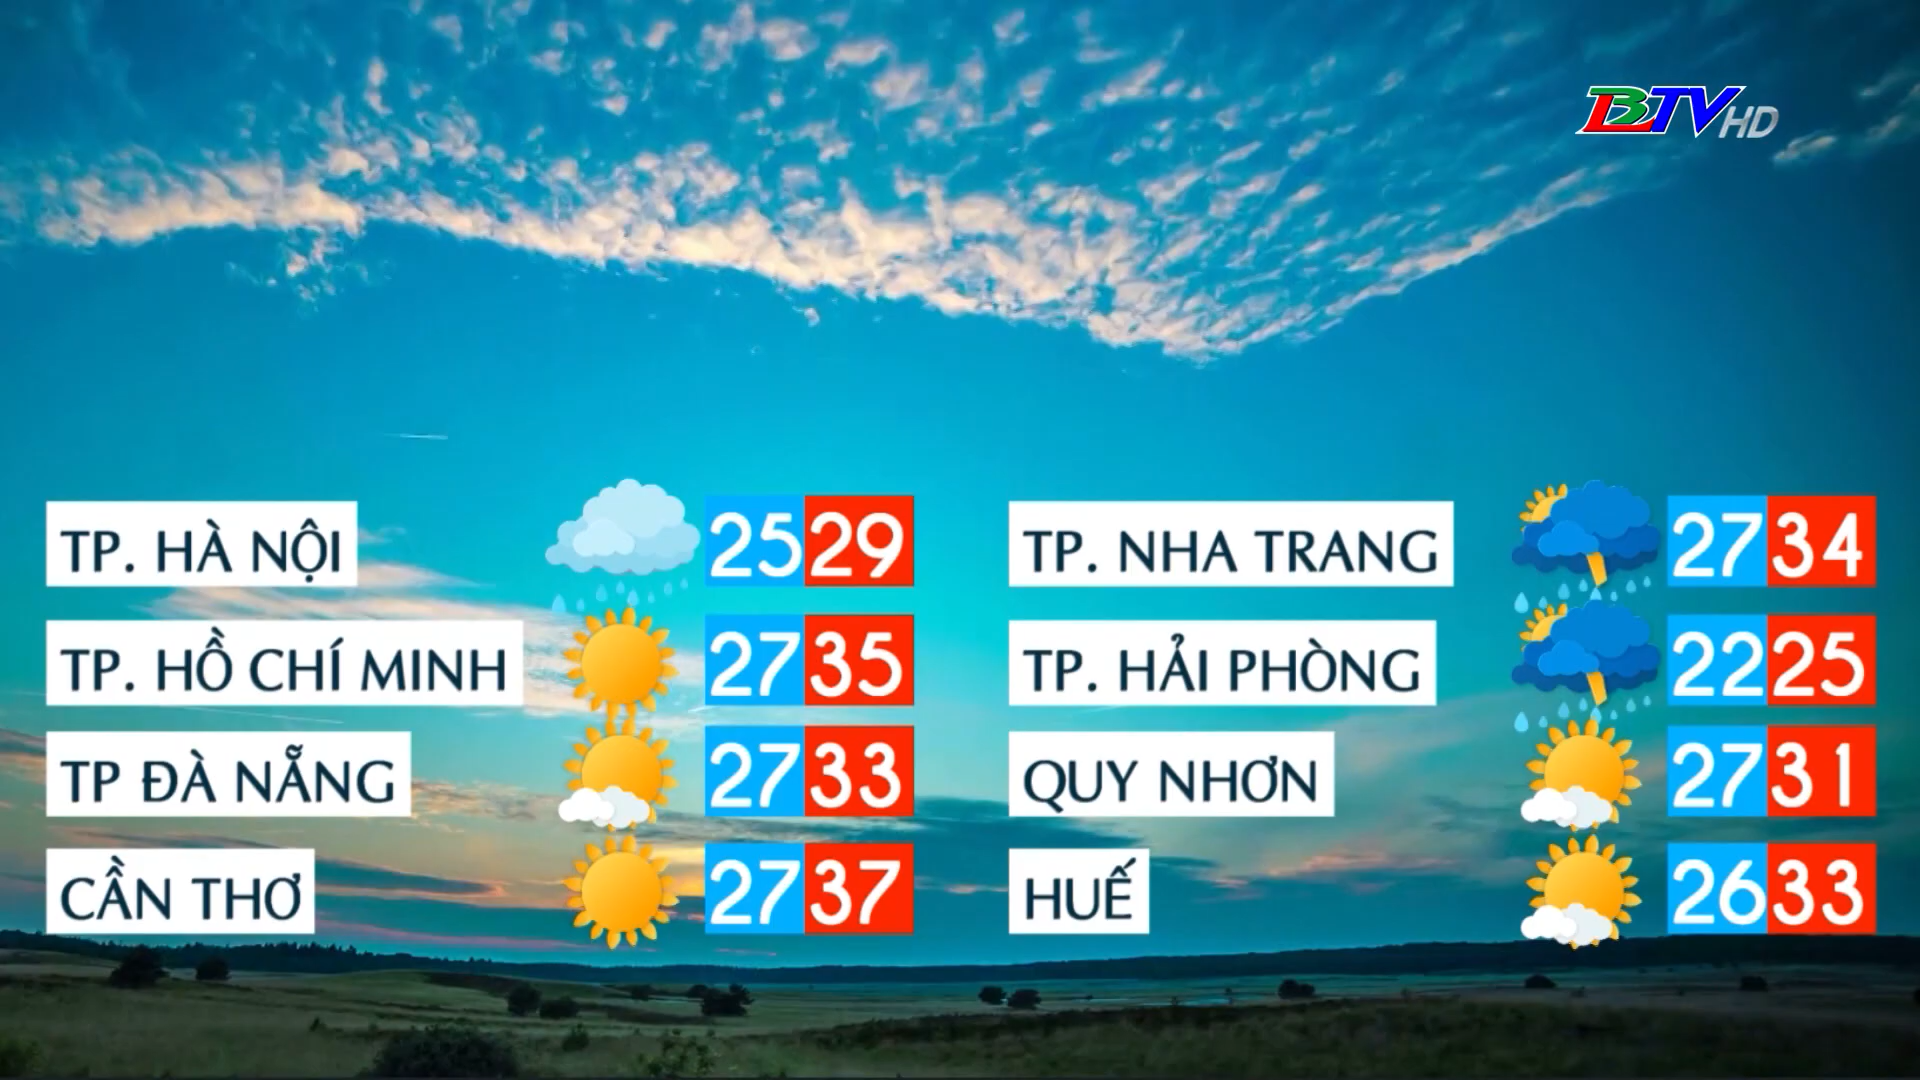 BTV HD
TP. HÀ NỘI 25 29
TP. HỒ CHÍ MINH 27 35
TP ĐÀ NẴNG 27 33
CẦN THƠ 27 37
TP. NHA TRANG 27 34
TP. HẢI PHÒNG 22 25
QUY NHƠN 27 31
HUẾ 26 33